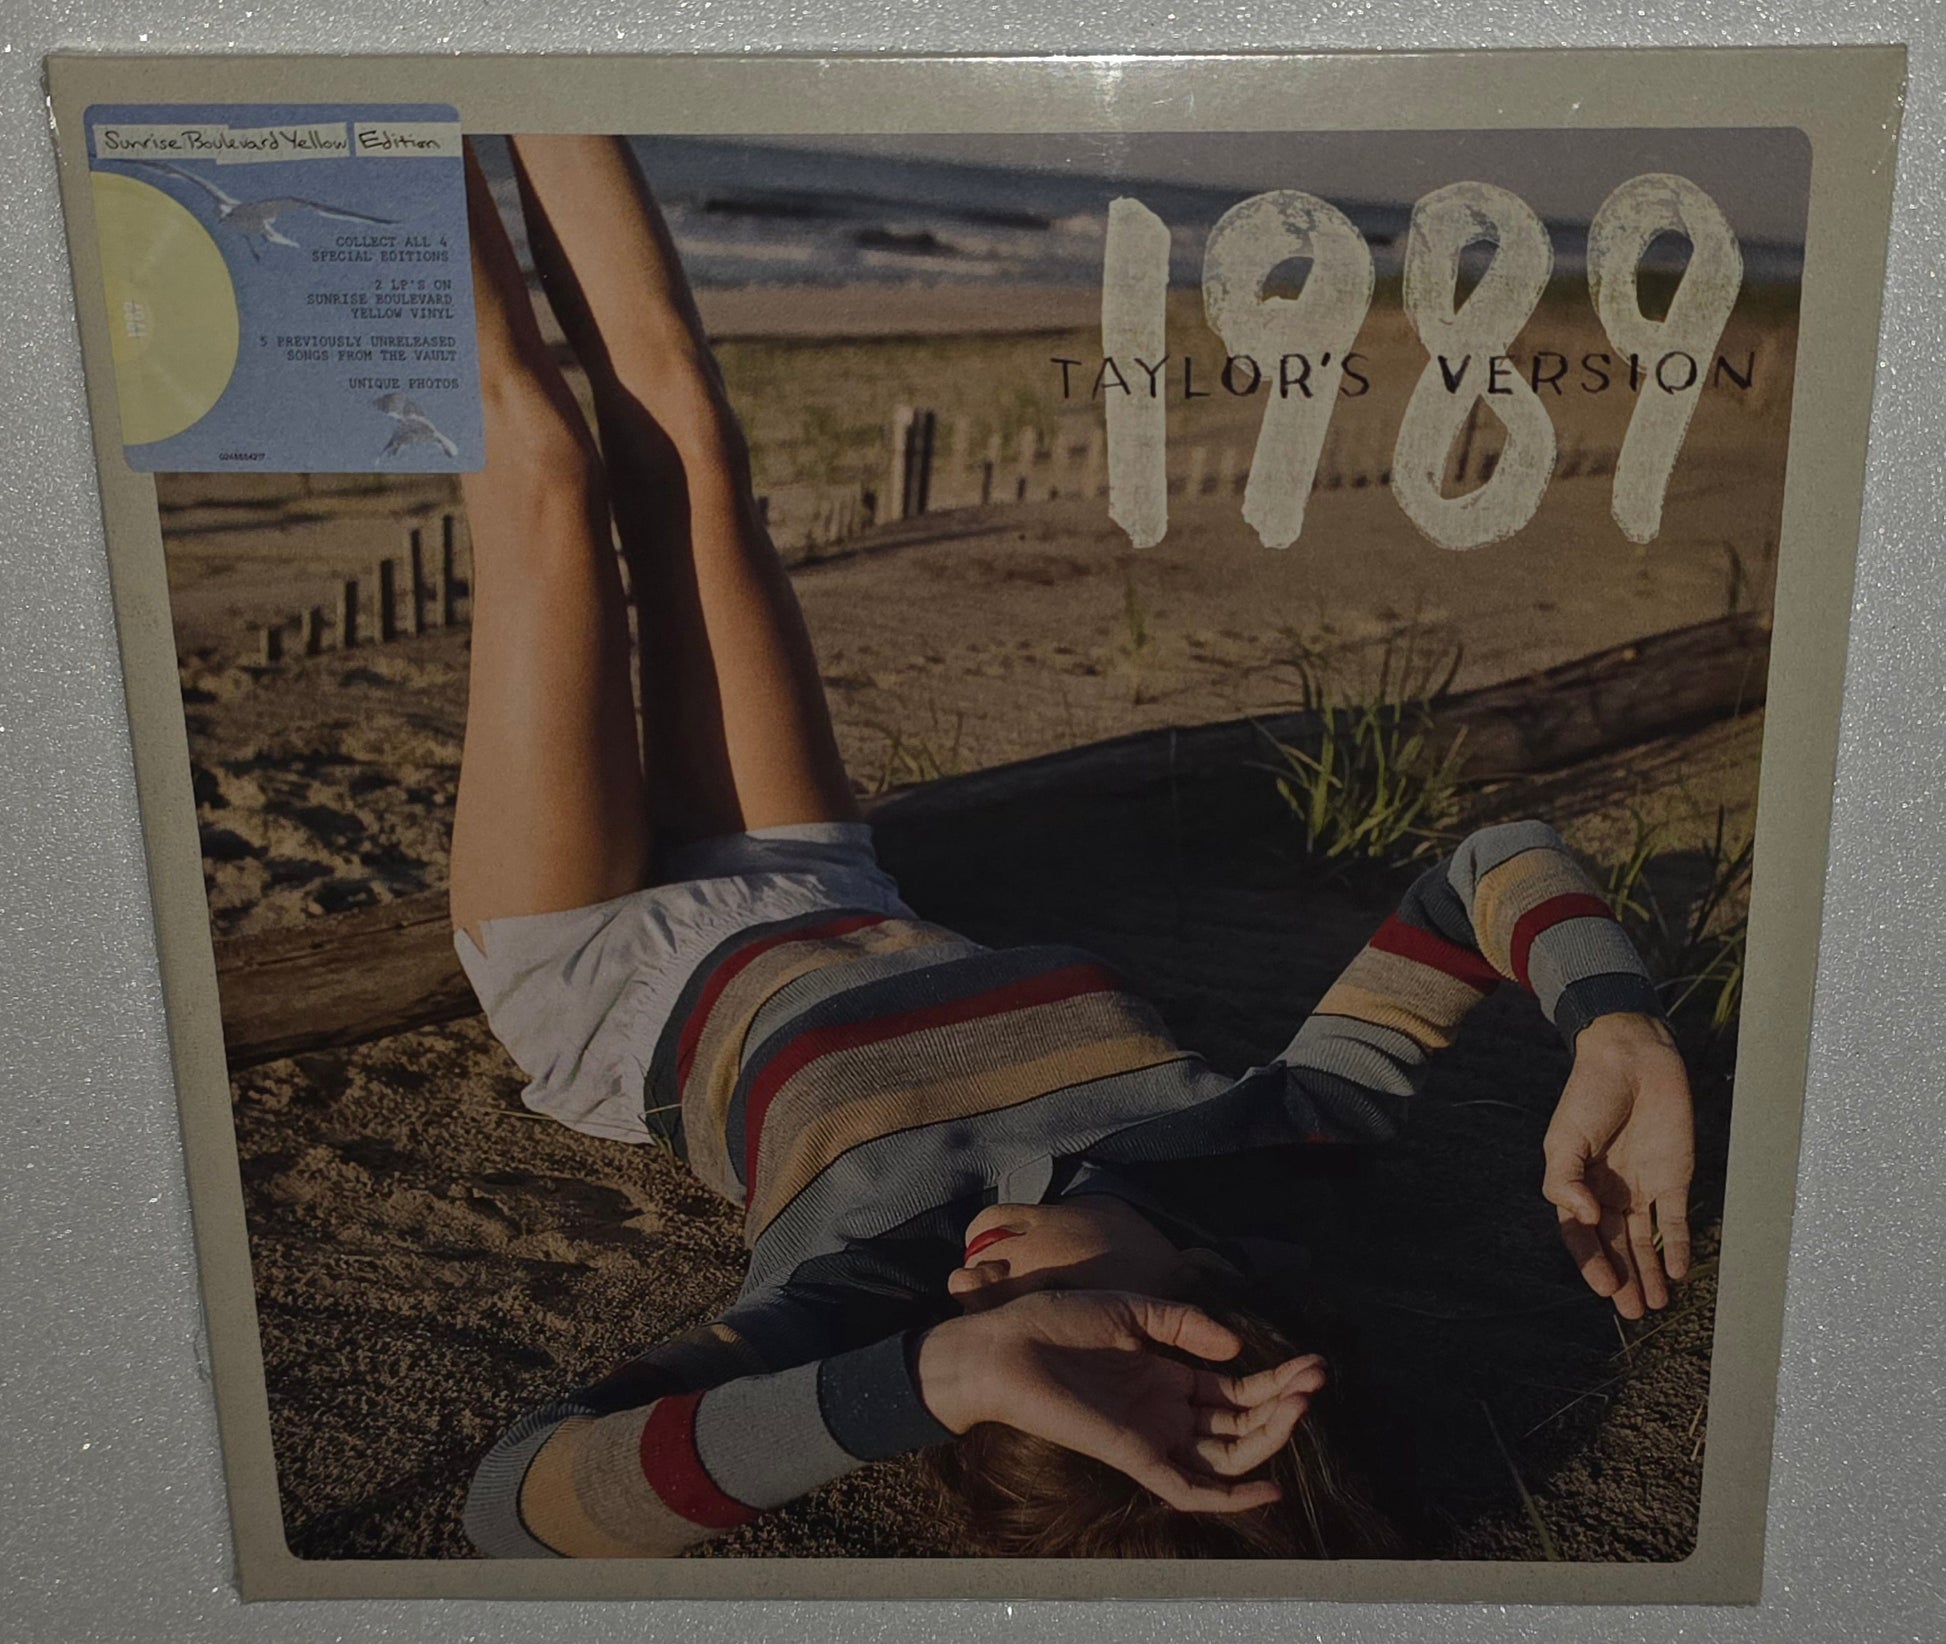 Sunrise Boulevard Yellow Edition
COLLECT ALL 4
SPECIAL EDITIONS
2 LP'S ON
SUNRISE BOULEVARD
YELLOW VINYL
5 PREVIOUSLY UNRELEASED
SONGS FROM THE VAULT
UNIQUE PHOTOS
1989
TAYLOR'S VERSION